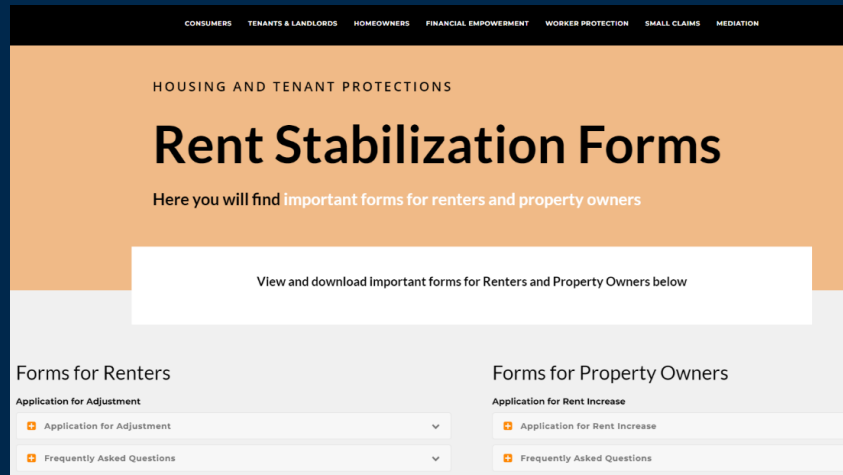 CONSUMERS TENANTS & LANDLORDS HOMEOWNERS FINANCIAL EMPOWERMENT WORKER PROTECTION SMALL CLAIMS MEDIATION
HOUSING AND TENANT PROTECTIONS
Rent Stabilization Forms
Here you will find important forms for renters and property owners
View and download important forms for Renters and Property Owners below
Forms for Renters
Application for Adjustment
Application for Adjustment
Frequently Asked Questions
Forms for Property Owners
Application for Rent Increase
Application for Rent Increase
Frequently Asked Questions